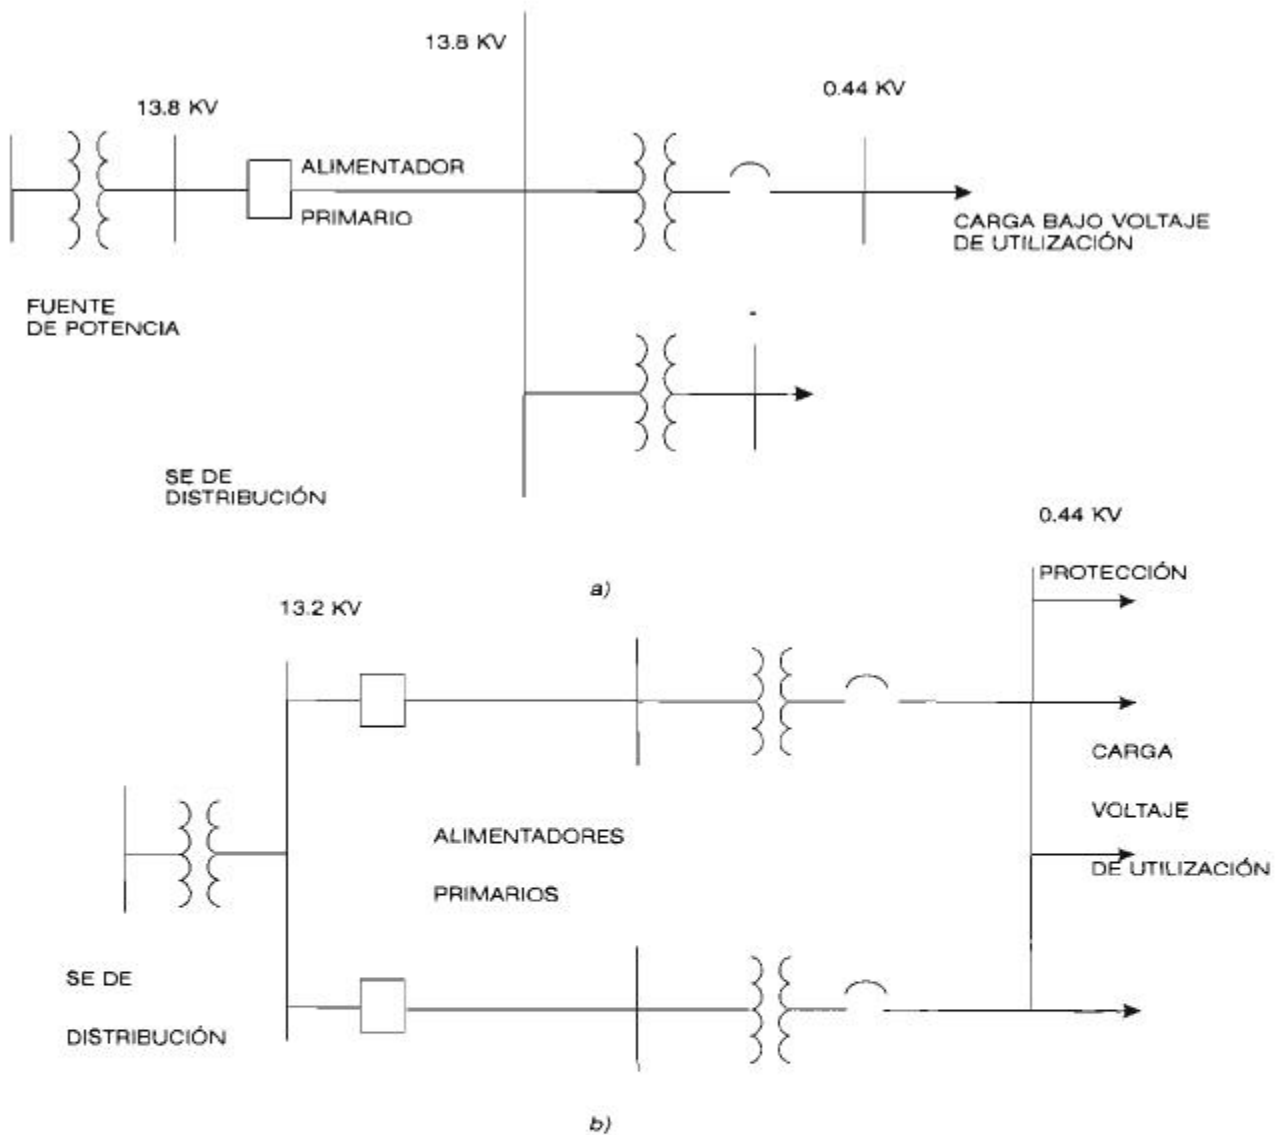 13.8 KV
13.8 KV
0.44 KV
ALIMENTADOR
PRIMARIO
CARGA BAJO VOLTAJE
DE UTILIZACIÓN
FUENTE
DE POTENCIA
SE DE
DISTRIBUCIÓN
a)
0.44 KV
PROTECCIÓN
13.2 KV
CARGA
VOLTAJE
DE UTILIZACIÓN
ALIMENTADORES
PRIMARIOS
SE DE
DISTRIBUCIÓN
b)